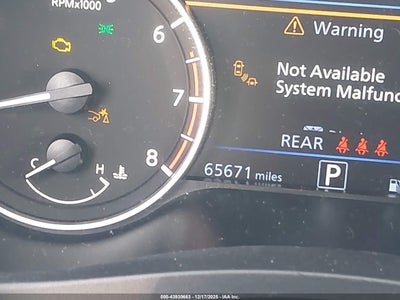 RPMx1000
6
7
8
C
H
Warning
Not Available
System Malfunc
REAR
65671 miles
P
000-43930663 - 12/17/2025 - IAA Inc.